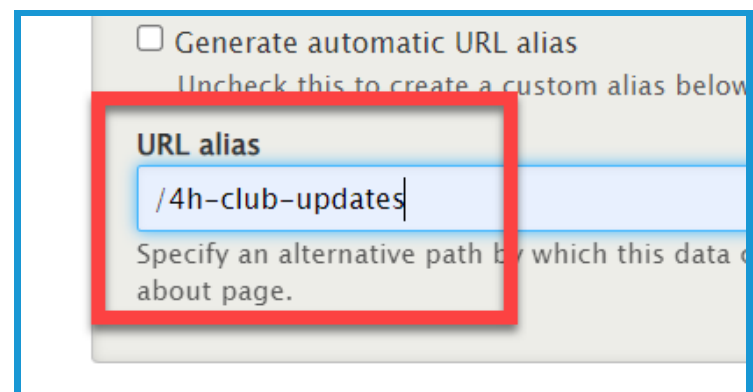 Generate automatic URL alias
Uncheck this to create a custom alias below
URL alias
/4h-club-updates
Specify an alternative path by which this data
about page.